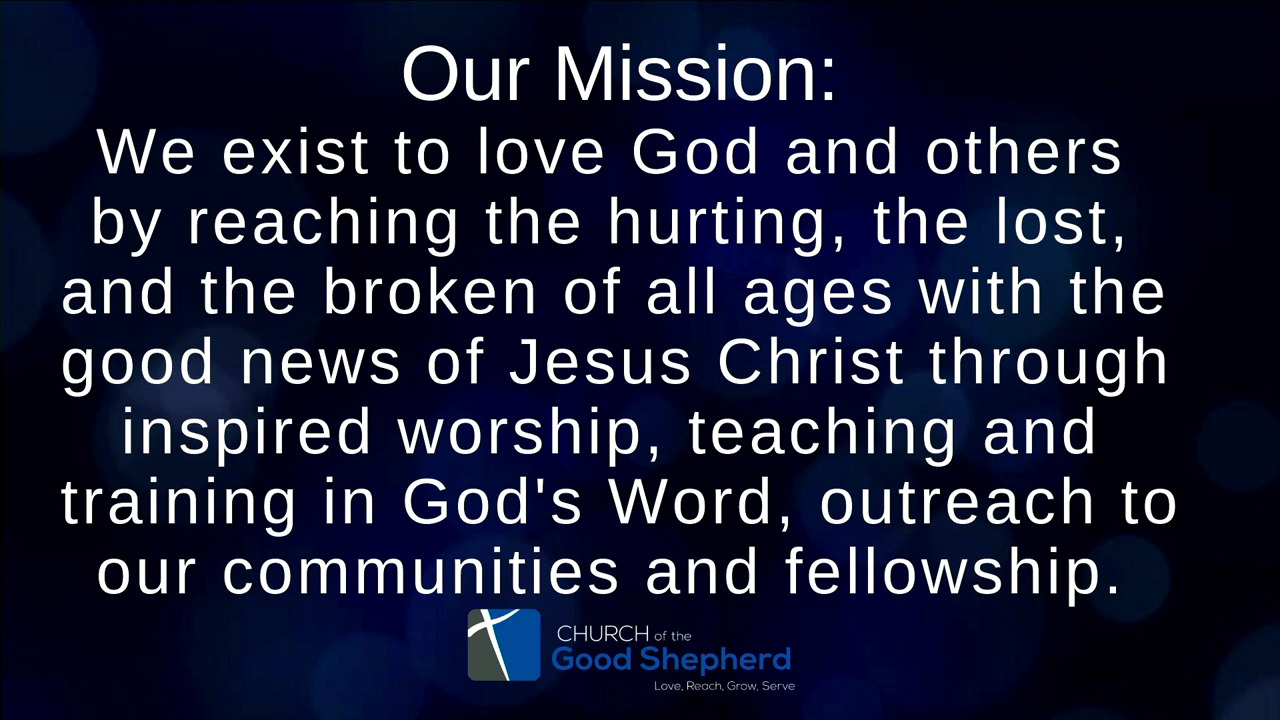 Our Mission:
We exist to love God and others
by reaching the hurting, the lost,
and the broken of all ages with the
good news of Jesus Christ through
inspired worship, teaching and
training in God's Word, outreach to
our communities and fellowship.
CHURCH of the
Good Shepherd
Love, Reach, Grow, Serve